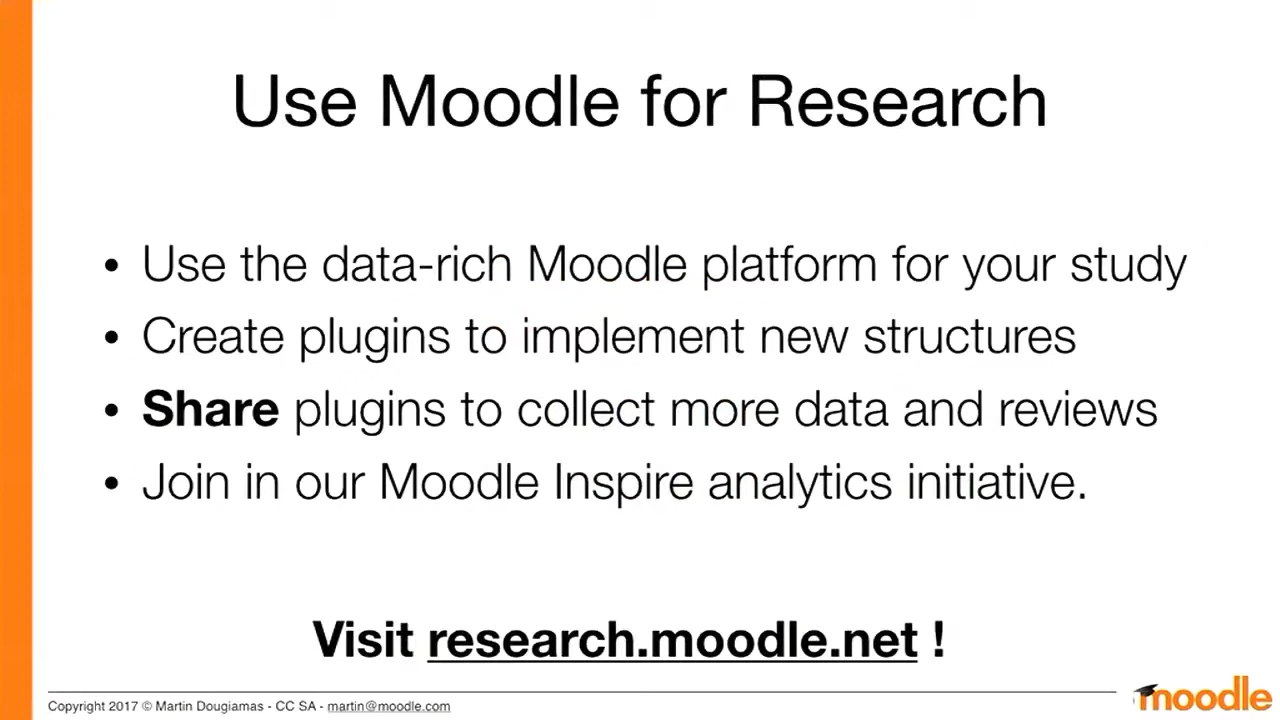 Use Moodle for Research
• Use the data-rich Moodle platform for your study
• Create plugins to implement new structures
• Share plugins to collect more data and reviews
• Join in our Moodle Inspire analytics initiative.
Visit research.moodle.net !
Copyright 2017 © Martin Dougiamas - CC SA - martin@moodle.com
moodle